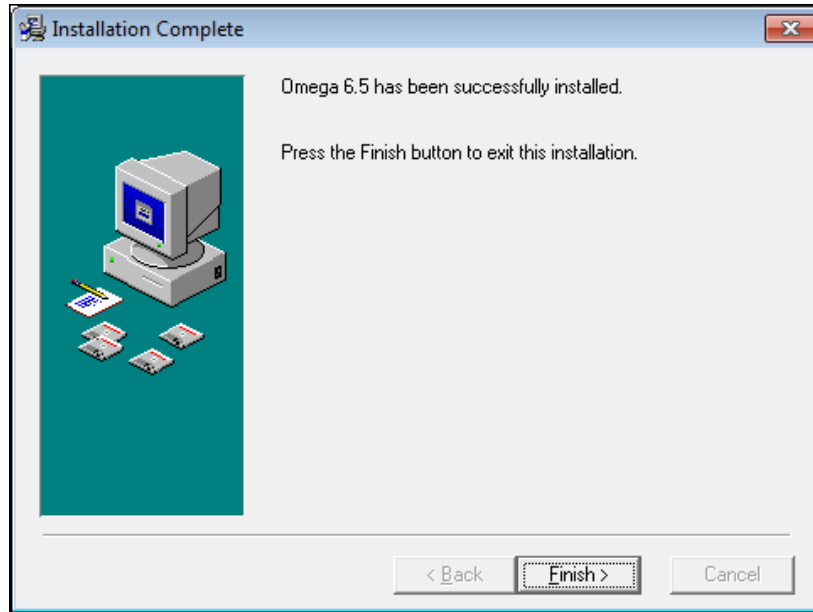 Installation Complete
Omega 6.5 has been successfully installed.
Press the Finish button to exit this installation.
< Back
Finish >
Cancel